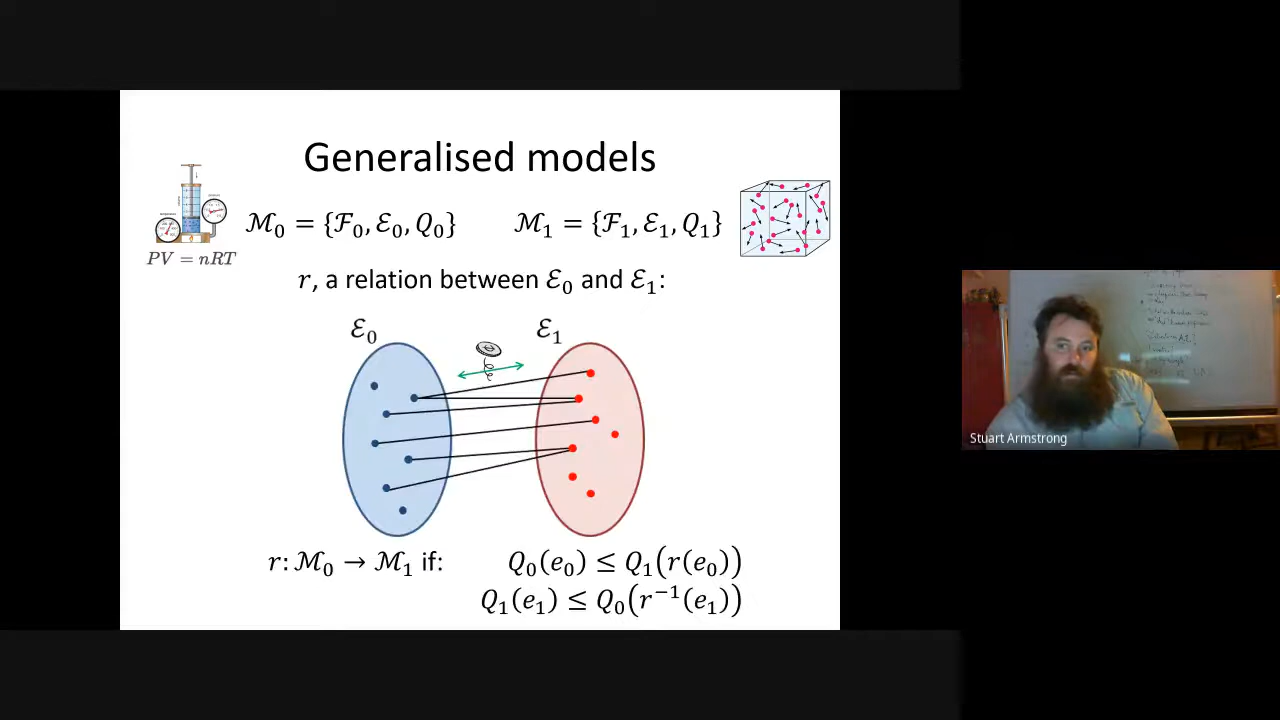 Generalised models
ℳ₀ = {ℱ₀, ℰ₀, Q₀} ℳ₁ = {ℱ₁, ℰ₁, Q₁}
PV = nRT
r, a relation between ℰ₀ and ℰ₁:
ℰ₀ ℰ₁
r: ℳ₀ → ℳ₁ if: Q₀(e₀) ≤ Q₁(r(e₀))
Q₁(e₁) ≤ Q₀(r⁻¹(e₁))
Stuart Armstrong